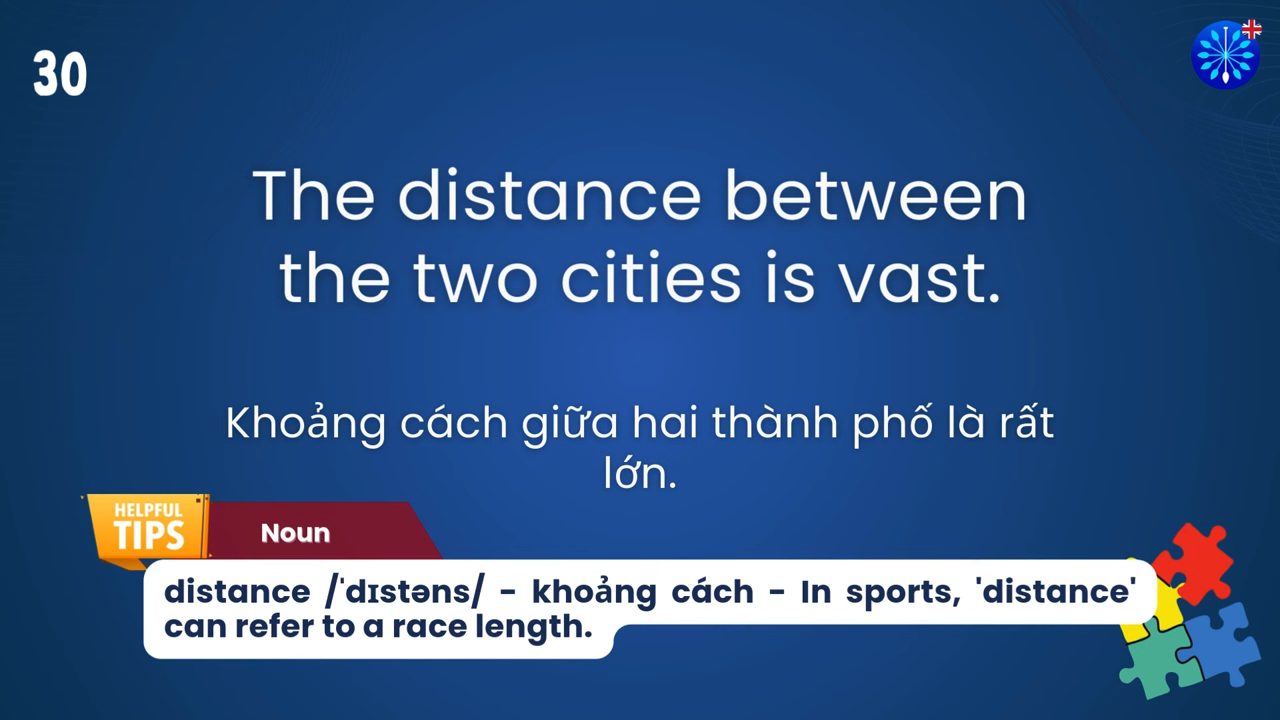 30
The distance between
the two cities is vast.
Khoảng cách giữa hai thành phố là rất
lớn.
HELPFUL
TIPS
Noun
distance /ˈdɪstəns/ - khoảng cách - In sports, 'distance'
can refer to a race length.